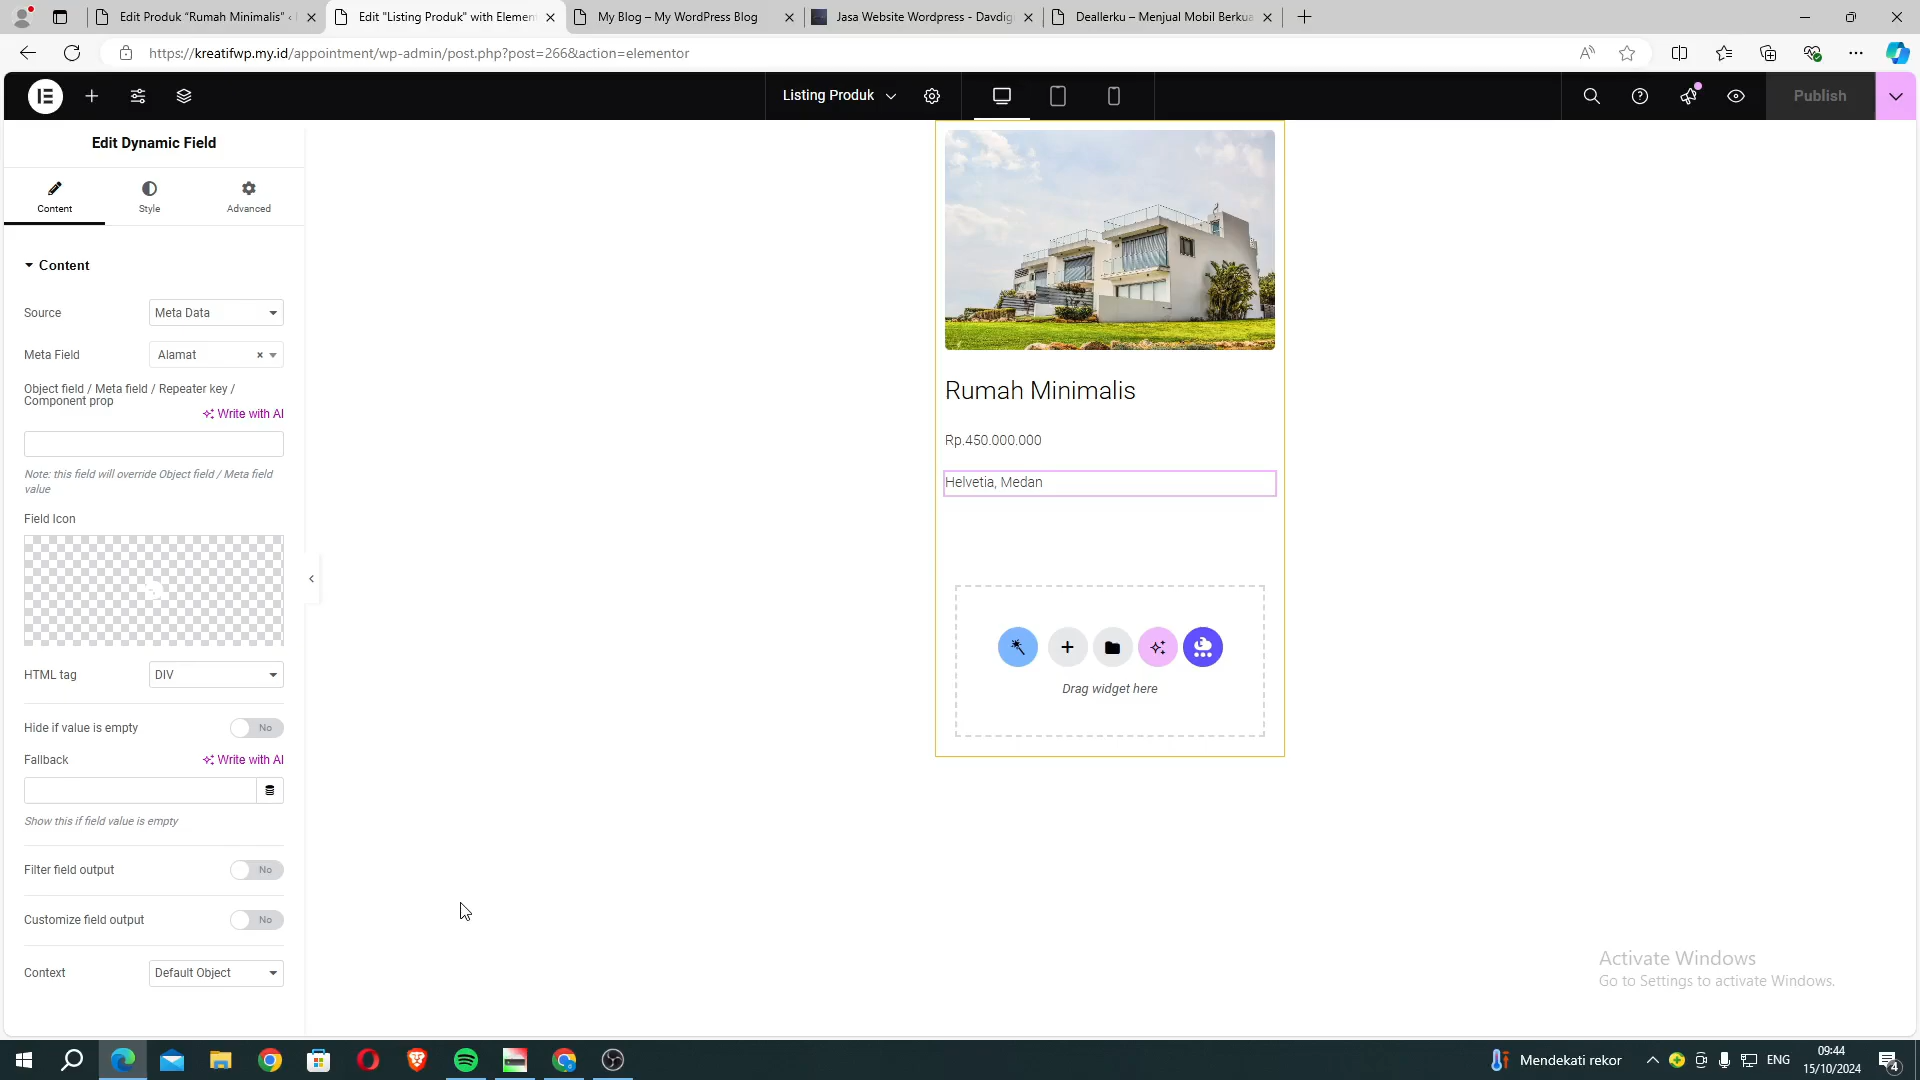 Edit Produk “Rumah Minimalis” ‹
Edit "Listing Produk" with Elemen
My Blog – My WordPress Blog
Jasa Website Wordpress - Davdig
Deallerku – Menjual Mobil Berkua
https://kreatifwp.my.id/appointment/wp-admin/post.php?post=266&action=elementor
Listing Produk
Publish
Edit Dynamic Field
Content
Style
Advanced
Content
Source
Meta Data
Meta Field
Alamat
Object field / Meta field / Repeater key /
Component prop
Write with AI
Note: this field will override Object field / Meta field
value
Field Icon
HTML tag
DIV
Hide if value is empty
No
Fallback
Write with AI
Show this if field value is empty
Filter field output
No
Customize field output
No
Context
Default Object
Rumah Minimalis
Rp.450.000.000
Helvetia, Medan
Drag widget here
Activate Windows
Go to Settings to activate Windows.
Mendekati rekor
ENG
09:44
15/10/2024
4